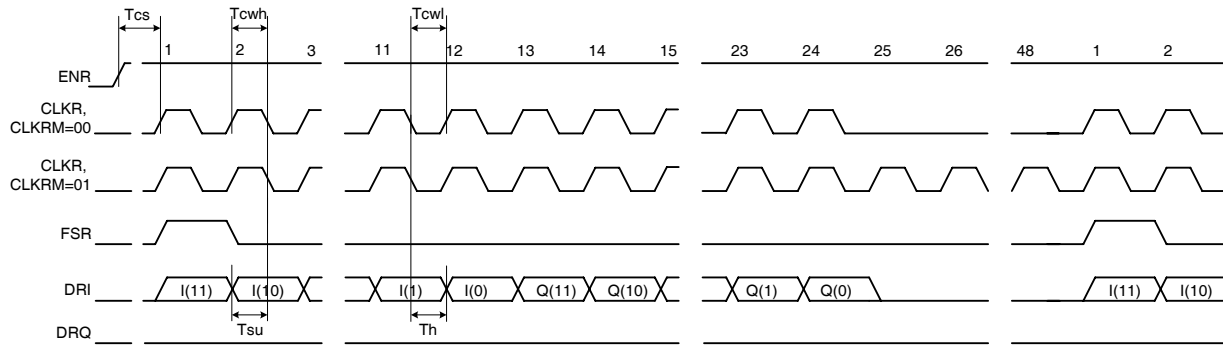 Tcs Tcwh Tcwl
1 2 3 11 12 13 14 15 23 24 25 26 48 1 2
ENR
CLKR,
CLKRM=00
CLKR,
CLKRM=01
FSR
DRI I(11) I(10) I(1) I(0) Q(11) Q(10) Q(1) Q(0) I(11) I(10)
Tsu Th
DRQ